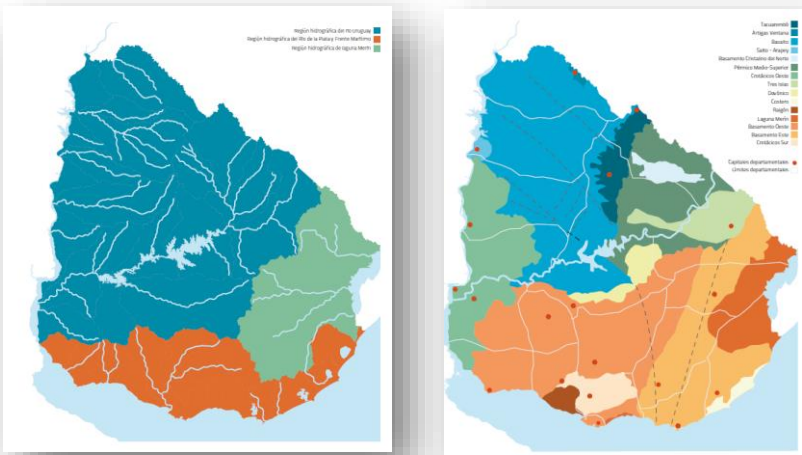 Región hidrográfica del Río Uruguay
Región hidrográfica del Río de la Plata y Frente Marítimo
Región hidrográfica de laguna Merín
Tacuarembó
Artigas Ventana
Basalto
Salto - Arapey
Basamento Cristalino del Norte
Pérmico Medio-Superior
Cretácicos Oeste
Tres Islas
Devónico
Costero
Raigón
Laguna Merín
Basamento Oeste
Basamento Este
Cretácicos Sur
Capitales departamentales
Límites departamentales